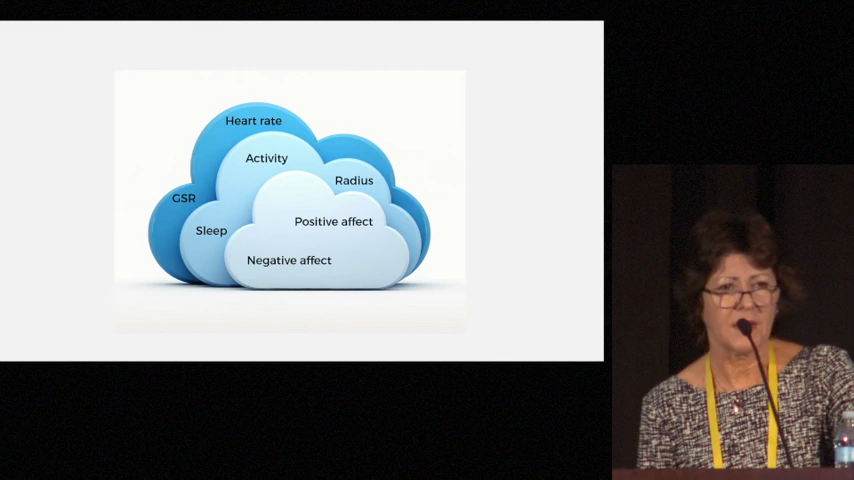 Heart rate
Activity
Radius
GSR
Positive affect
Sleep
Negative affect